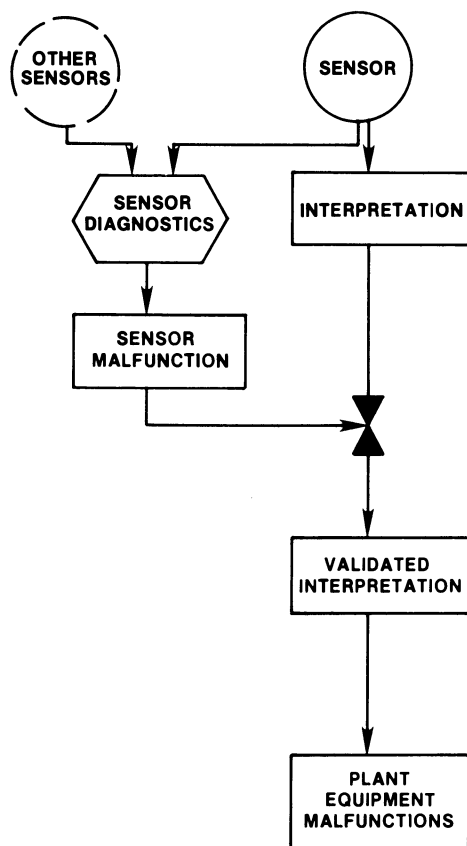 OTHER
SENSORS
SENSOR
SENSOR
DIAGNOSTICS
INTERPRETATION
SENSOR
MALFUNCTION
VALIDATED
INTERPRETATION
PLANT
EQUIPMENT
MALFUNCTIONS